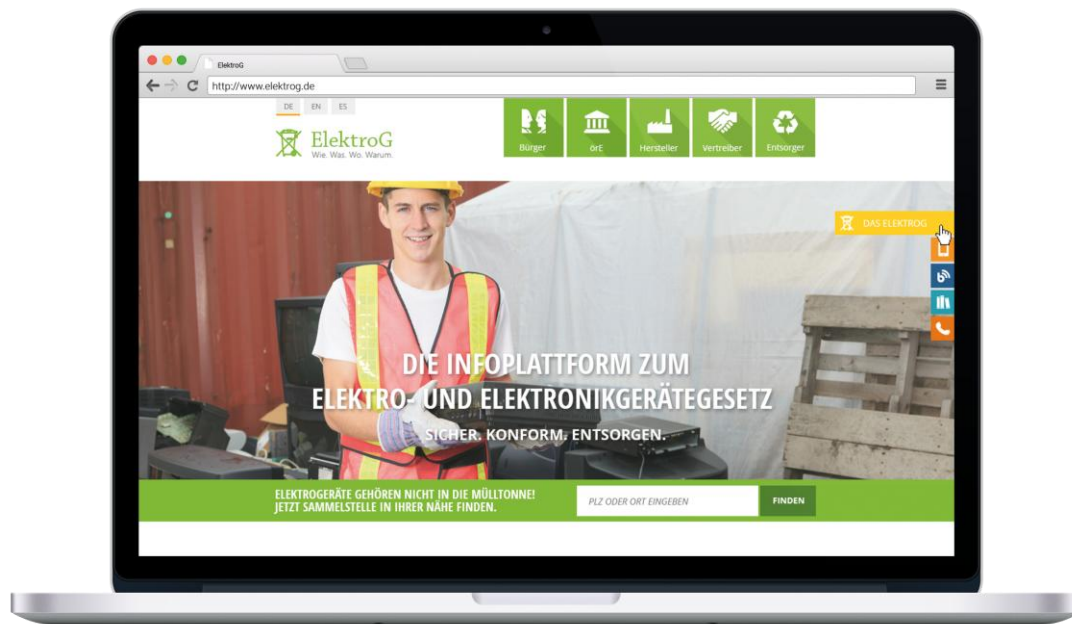 ElektroG
http://www.elektrog.de
DE EN ES
ElektroG
Wie. Was. Wo. Warum.
Bürger
örE
Hersteller
Vertreiber
Entsorger
DAS ELEKTROG
DIE INFOPLATTFORM ZUM
ELEKTRO- UND ELEKTRONIKGERÄTEGESETZ
SICHER. KONFORM. ENTSORGEN.
ELEKTROGERÄTE GEHÖREN NICHT IN DIE MÜLLTONNE!
JETZT SAMMELSTELLE IN IHRER NÄHE FINDEN.
PLZ ODER ORT EINGEBEN
FINDEN